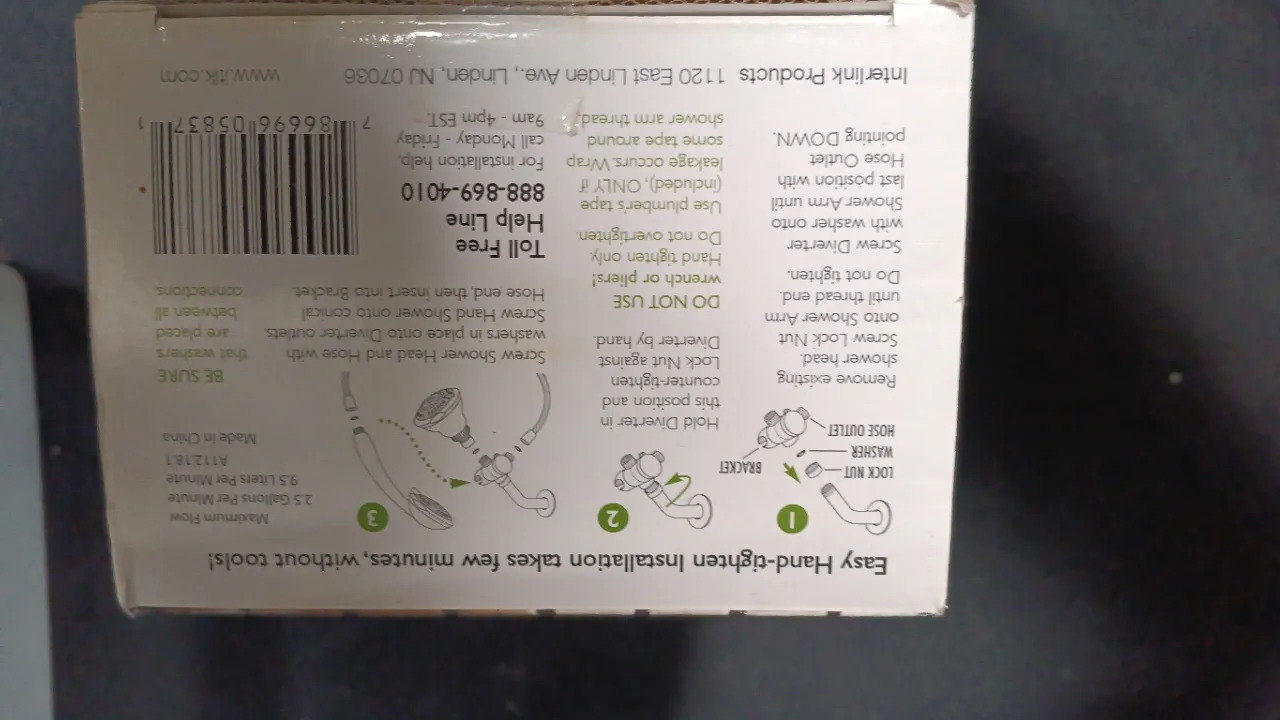 Easy Hand-tighten Installation takes few minutes, without tools!
1
LOCK NUT
WASHER
HOSE OUTLET
BRACKET
Remove existing
shower head.
Screw Lock Nut
onto Shower Arm
until thread end.
Do not tighten.
Screw Diverter
with washer onto
Shower Arm until
last position with
Hose Outlet
pointing DOWN.
2
Hold Diverter in
this position and
counter-tighten
Lock Nut against
Diverter by hand.
DO NOT USE
wrench or pliers!
Hand tighten only.
Do not overtighten.
Use plumber's tape
(included), ONLY if
leakage occurs. Wrap
some tape around
shower arm thread.
3
Screw Shower Head and Hose with
washers in place onto Diverter outlets.
Screw Hand Shower onto conical
Hose end, then insert into Bracket.
Maximum Flow
2.5 Gallons Per Minute
9.5 Liters Per Minute
A112.18.1
Made in China
BE SURE
that washers
are placed
between all
connections
Toll Free
Help Line
888-869-4010
For installation help,
call Monday - Friday
9am - 4pm EST.
7 86696 05837 1
Interlink Products 1120 East Linden Ave., Linden, NJ 07036 www.itlk.com